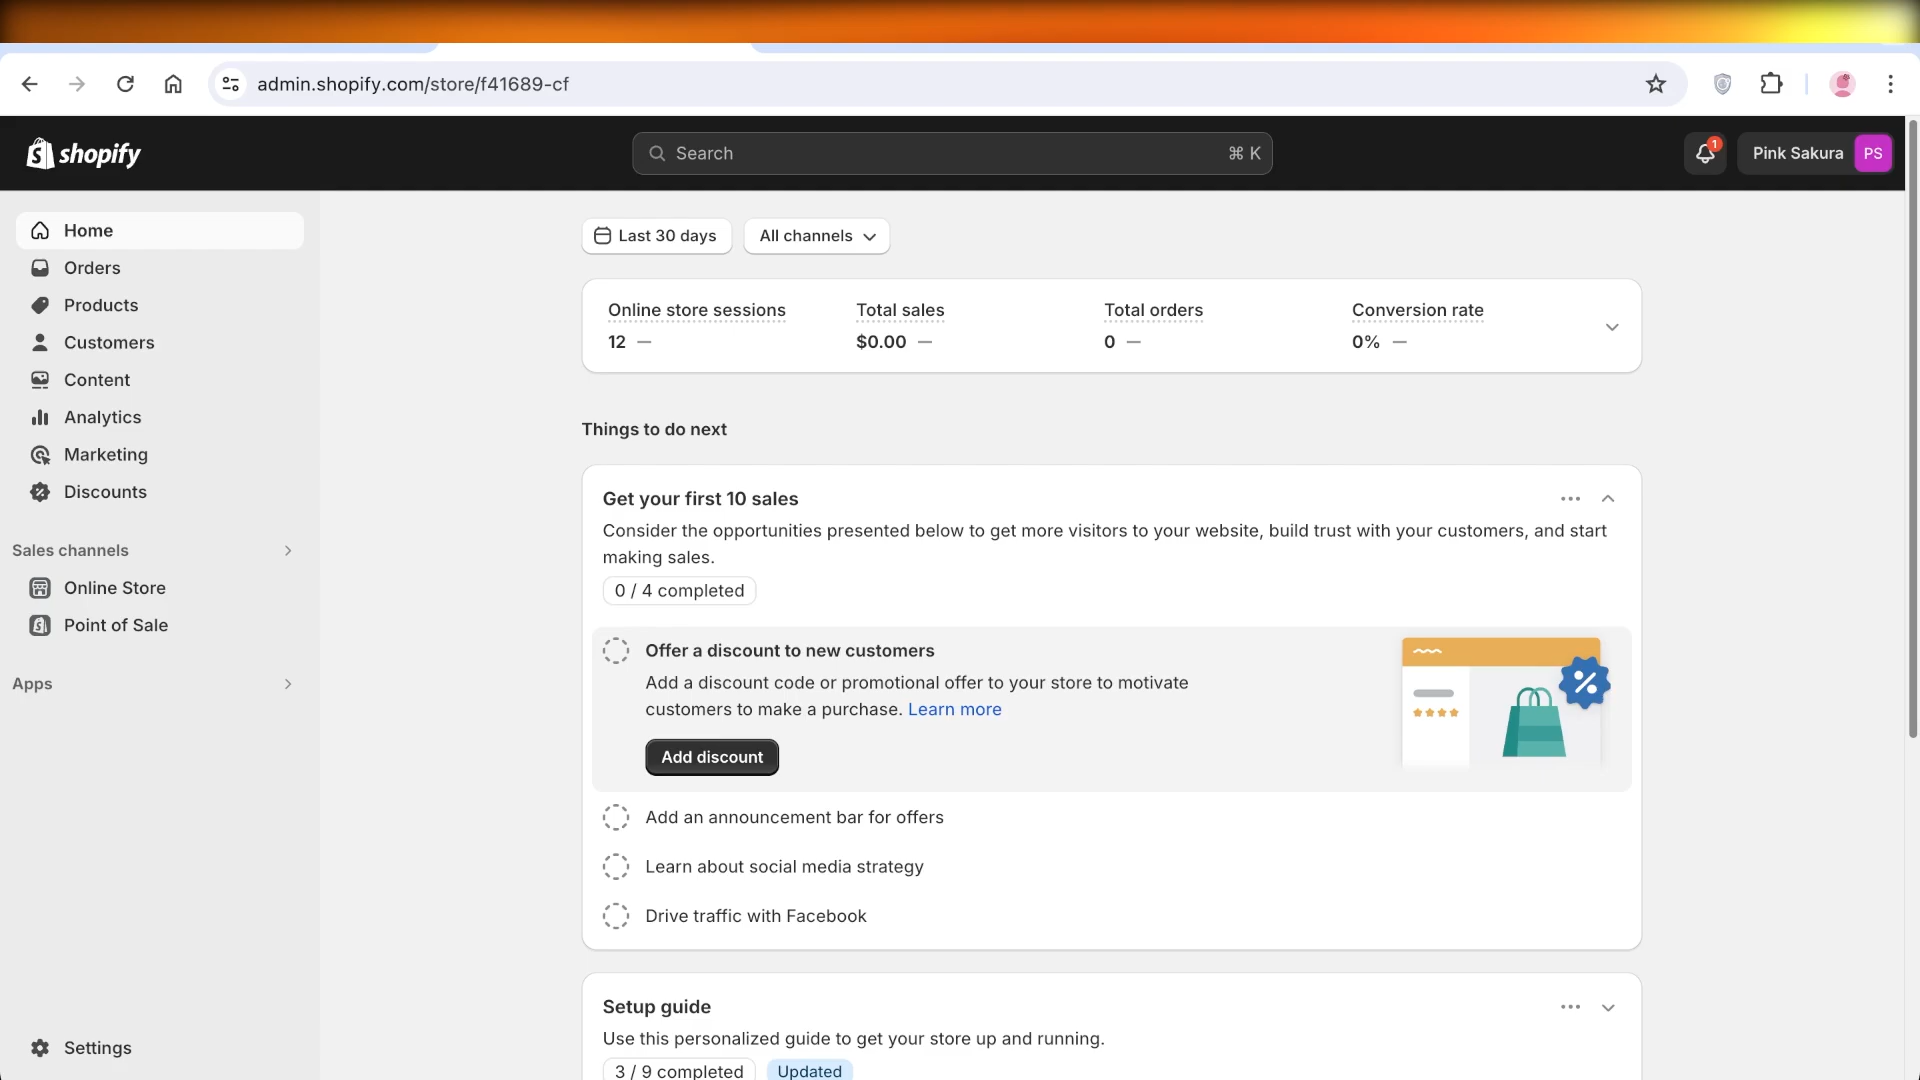 admin.shopify.com/store/f41689-cf
shopify
Search
⌘ K
1
Pink Sakura
PS
Home
Orders
Products
Customers
Content
Analytics
Marketing
Discounts
Sales channels
Online Store
Point of Sale
Apps
Settings
Last 30 days
All channels
Online store sessions
12 —
Total sales
$0.00 —
Total orders
0 —
Conversion rate
0% —
Things to do next
Get your first 10 sales
Consider the opportunities presented below to get more visitors to your website, build trust with your customers, and start
making sales.
0 / 4 completed
Offer a discount to new customers
Add a discount code or promotional offer to your store to motivate
customers to make a purchase. Learn more
Add discount
Add an announcement bar for offers
Learn about social media strategy
Drive traffic with Facebook
Setup guide
Use this personalized guide to get your store up and running.
3 / 9 completed
Updated